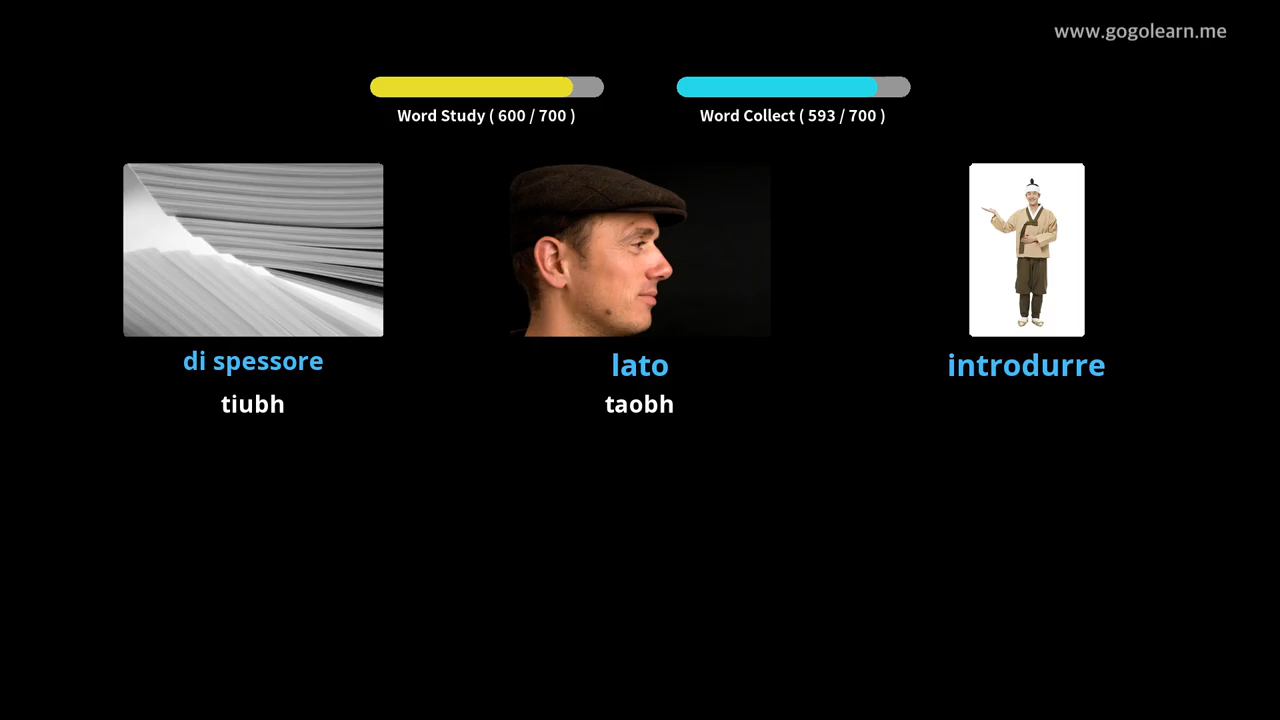 www.gogolearn.me
Word Study ( 600 / 700 )
Word Collect ( 593 / 700 )
di spessore
tiubh
lato
taobh
introdurre